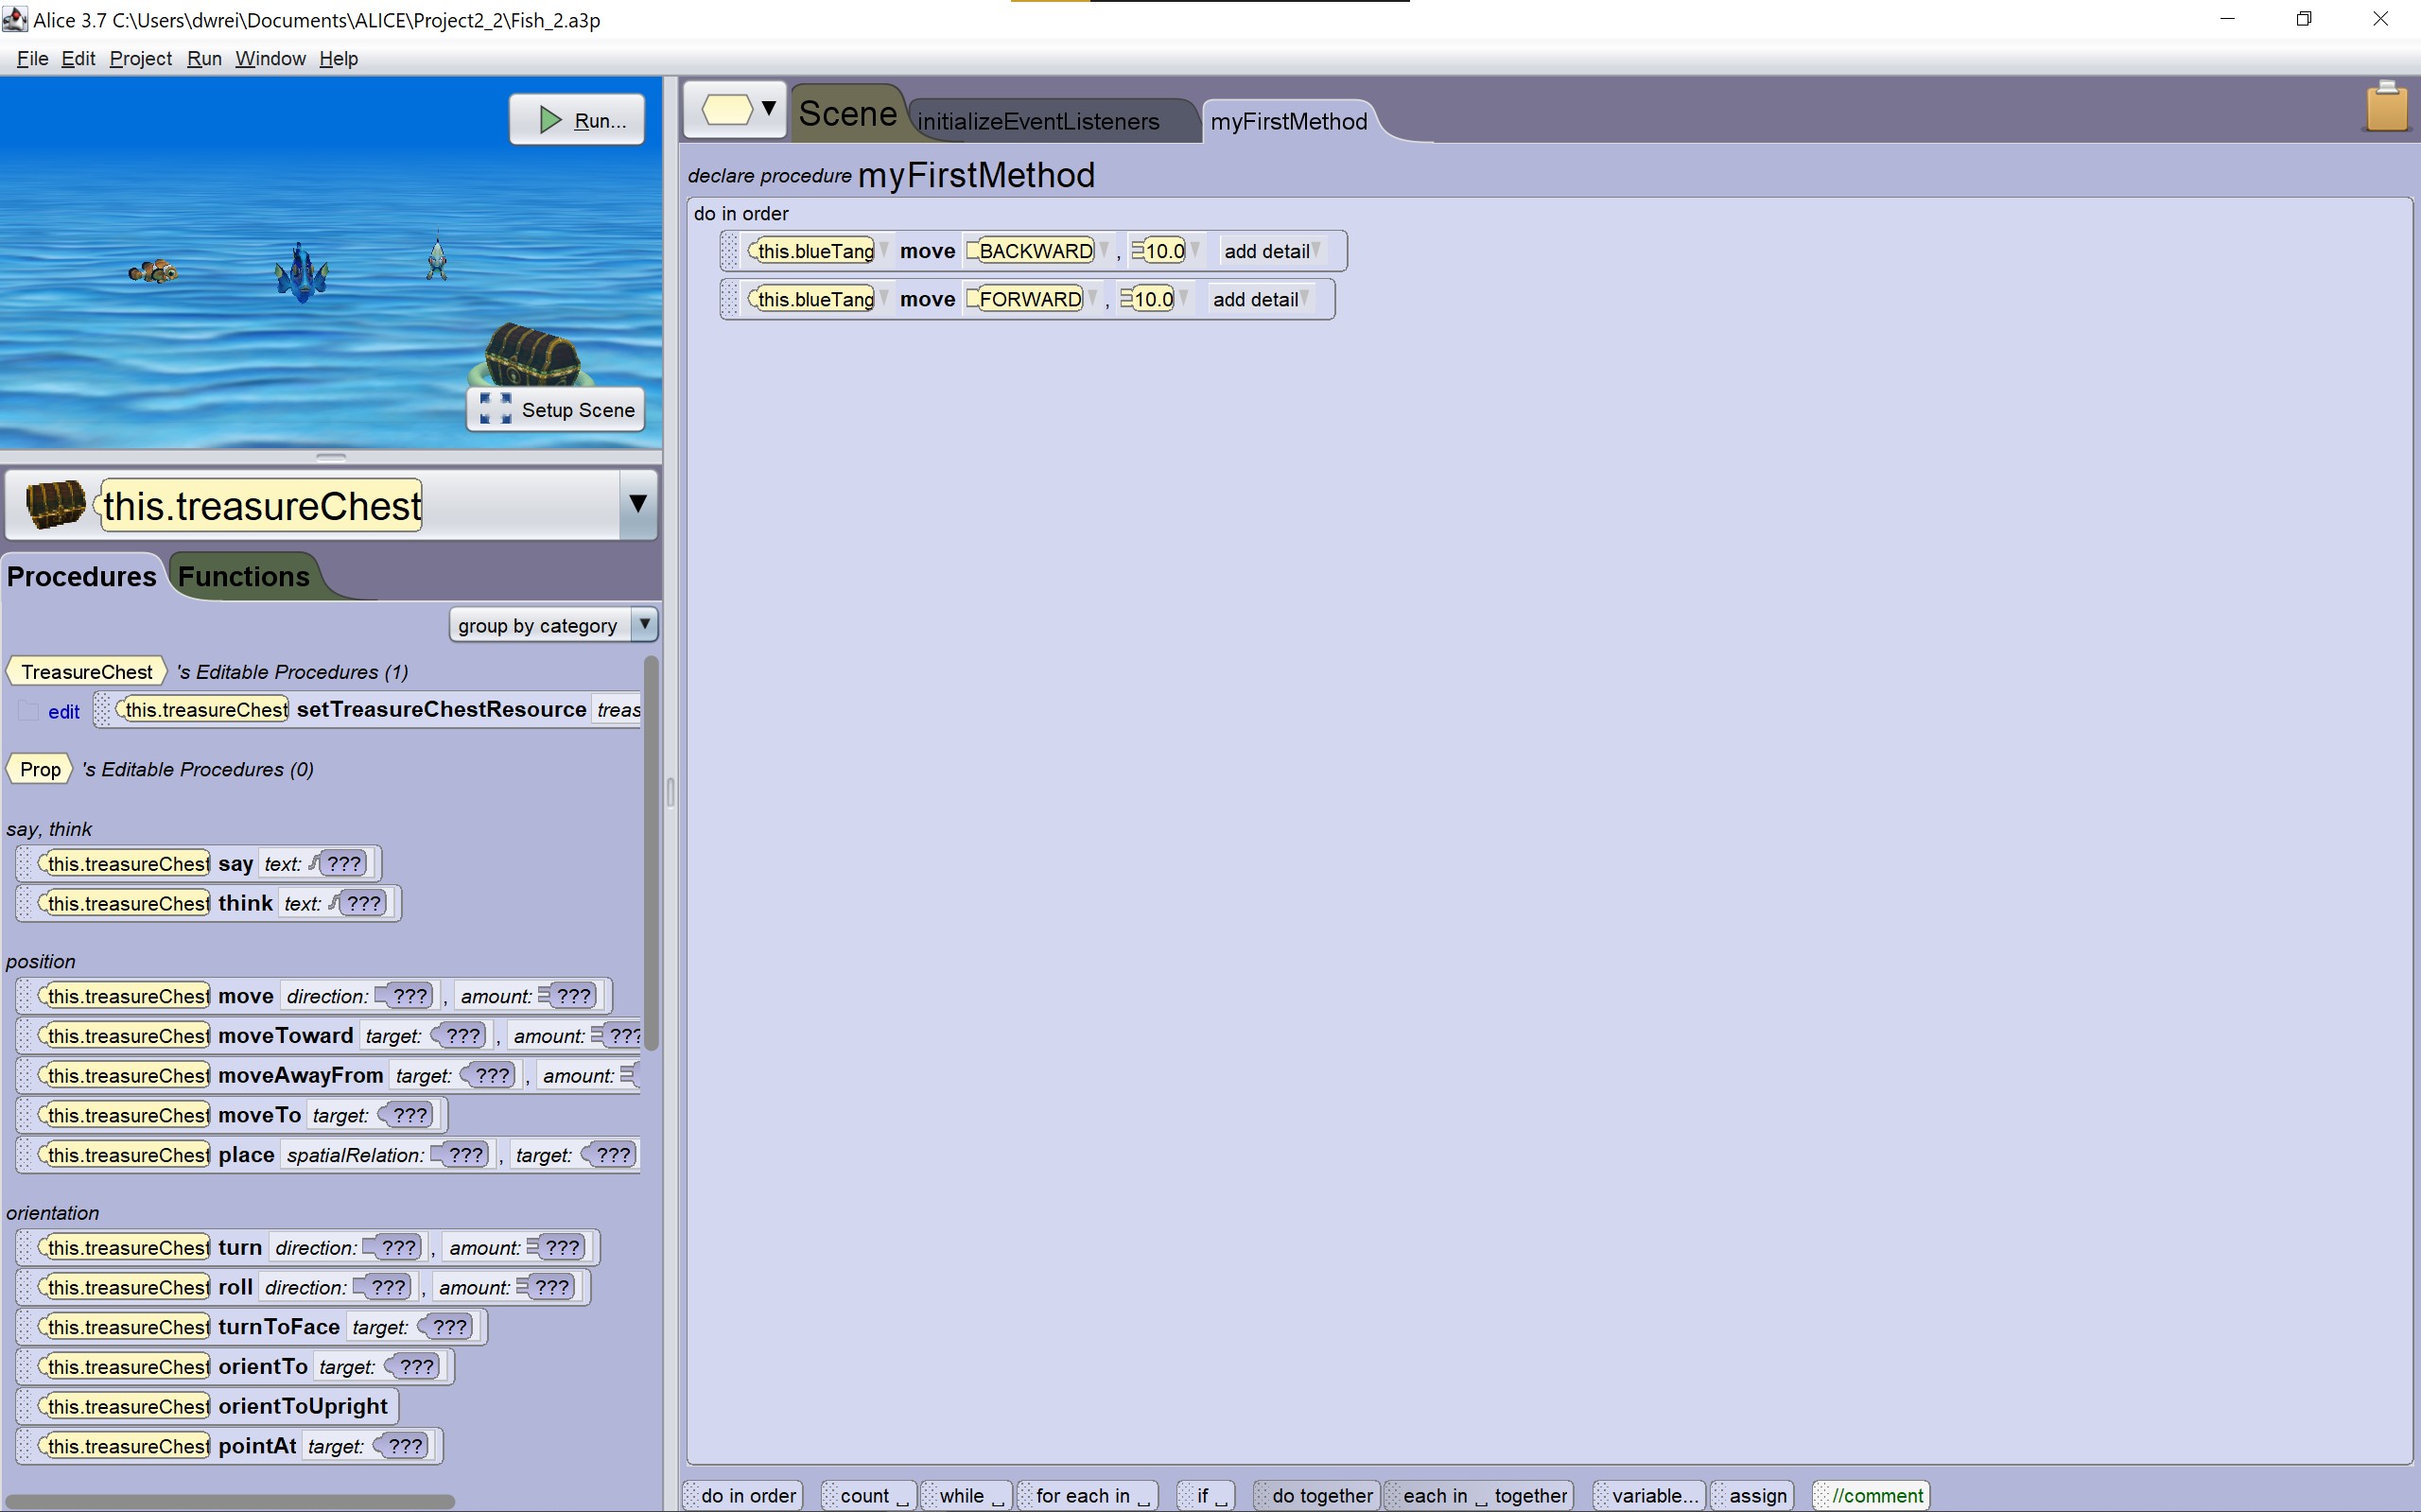 Alice 3.7 C:\Users\dwrei\Documents\ALICE\Project2_2\Fish_2.a3p
File Edit Project Run Window Help
Run...
Setup Scene
this.treasureChest
Procedures Functions
group by category
TreasureChest 's Editable Procedures (1)
edit this.treasureChest setTreasureChestResource treas
Prop 's Editable Procedures (0)
say, think
this.treasureChest say text: ???
this.treasureChest think text: ???
position
this.treasureChest move direction: ??? , amount: ???
this.treasureChest moveToward target: ??? , amount: ???
this.treasureChest moveAwayFrom target: ??? , amount:
this.treasureChest moveTo target: ???
this.treasureChest place spatialRelation: ??? , target: ???
orientation
this.treasureChest turn direction: ??? , amount: ???
this.treasureChest roll direction: ??? , amount: ???
this.treasureChest turnToFace target: ???
this.treasureChest orientTo target: ???
this.treasureChest orientToUpright
this.treasureChest pointAt target: ???
Scene initializeEventListeners myFirstMethod
declare procedure myFirstMethod
do in order
this.blueTang move BACKWARD , 10.0 add detail
this.blueTang move FORWARD , 10.0 add detail
do in order count ␣ while ␣ for each in ␣ if ␣ do together each in ␣ together variable... assign //comment